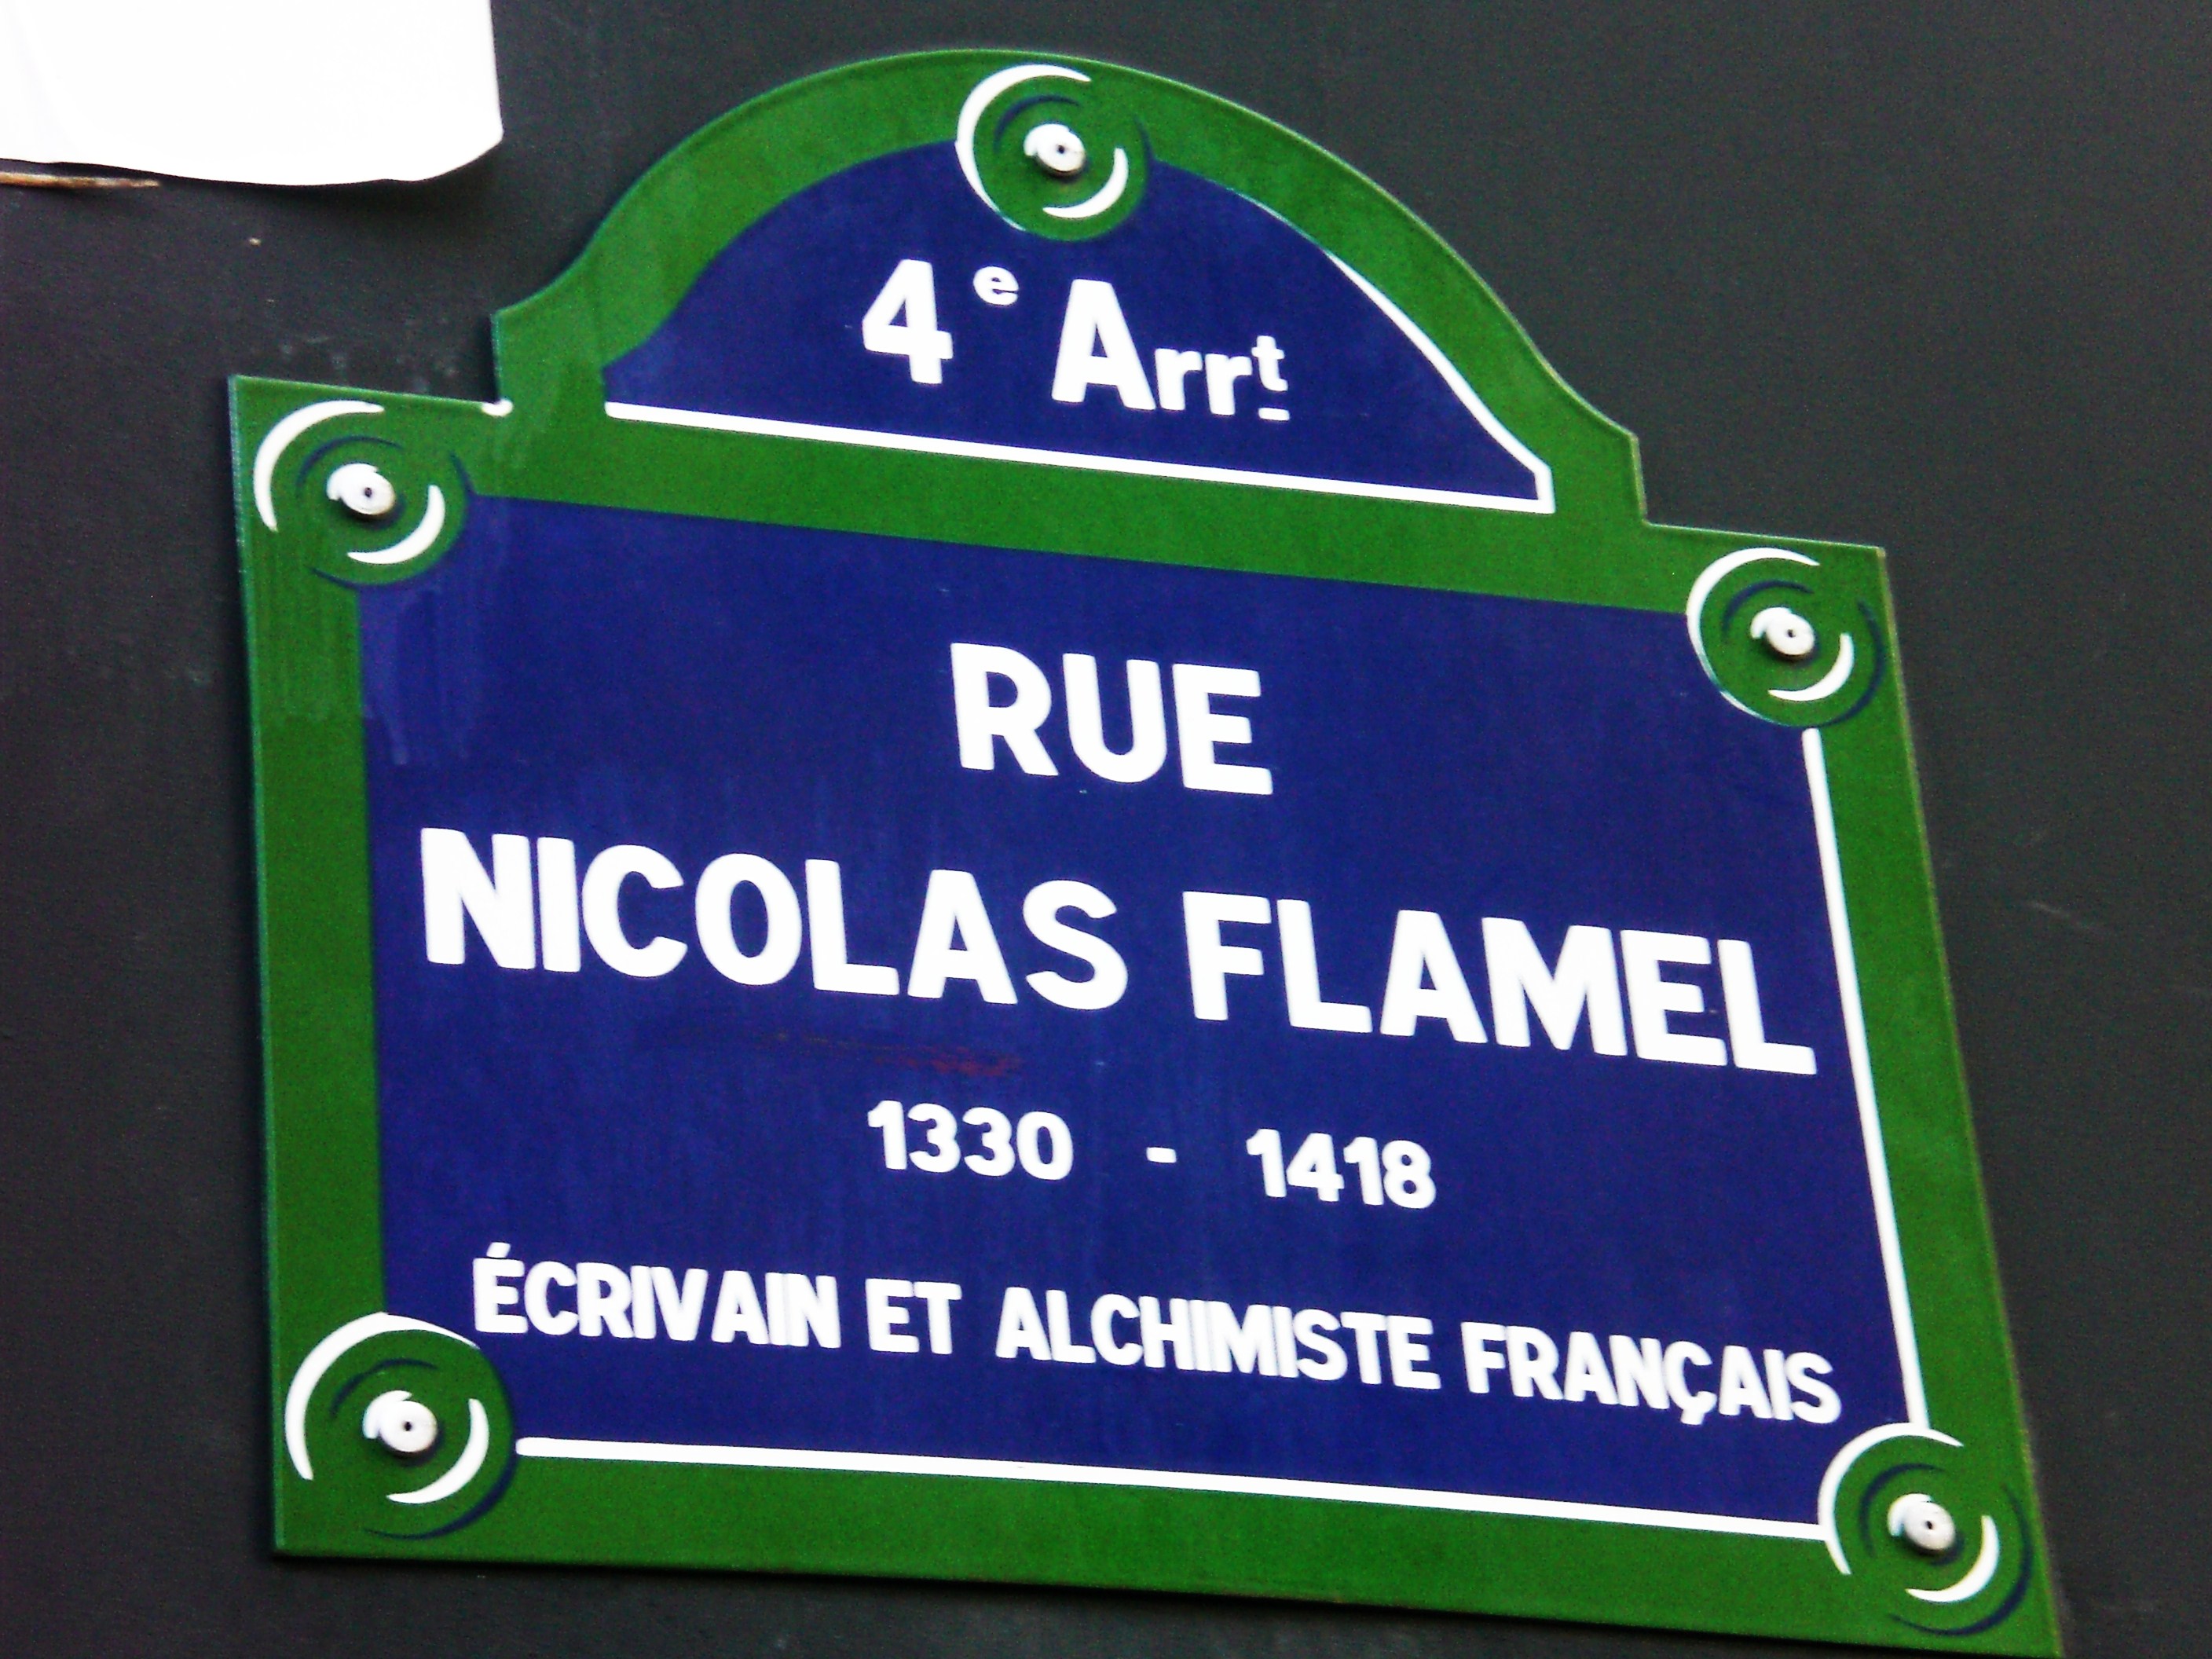 4e Arrt
RUE
NICOLAS FLAMEL
1330 - 1418
ÉCRIVAIN ET ALCHIMISTE FRANÇAIS